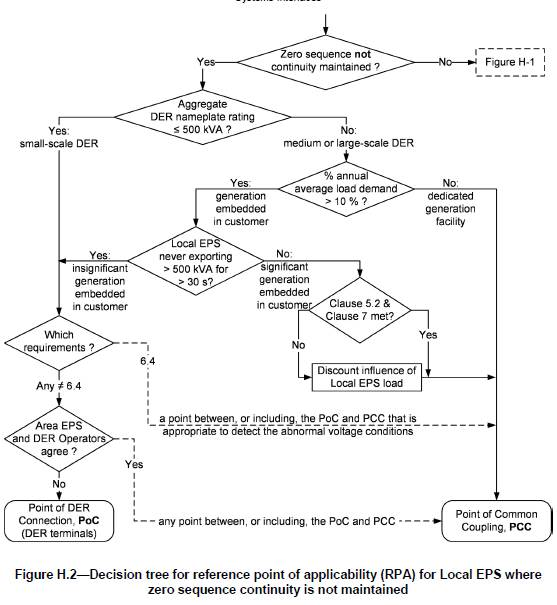 Systems Interfaces
Zero sequence not
continuity maintained ?
Yes
No
Figure H-1
Aggregate
DER nameplate rating
≤ 500 kVA ?
Yes:
small-scale DER
No:
medium or large-scale DER
% annual
average load demand
> 10 % ?
Yes:
generation
embedded
in customer
No:
dedicated
generation
facility
Local EPS
never exporting
> 500 kVA for
> 30 s?
Yes:
insignificant
generation
embedded
in customer
No:
significant
generation
embedded
in customer
Clause 5.2 &
Clause 7 met?
No
Yes
Discount influence of
Local EPS load
Which
requirements ?
6.4
Any ≠ 6.4
a point between, or including, the PoC and PCC that is
appropriate to detect the abnormal voltage conditions
Area EPS
and DER Operators
agree ?
Yes
No
Point of DER
Connection, PoC
(DER terminals)
any point between, or including, the PoC and PCC
Point of Common
Coupling, PCC
Figure H.2—Decision tree for reference point of applicability (RPA) for Local EPS where
zero sequence continuity is not maintained